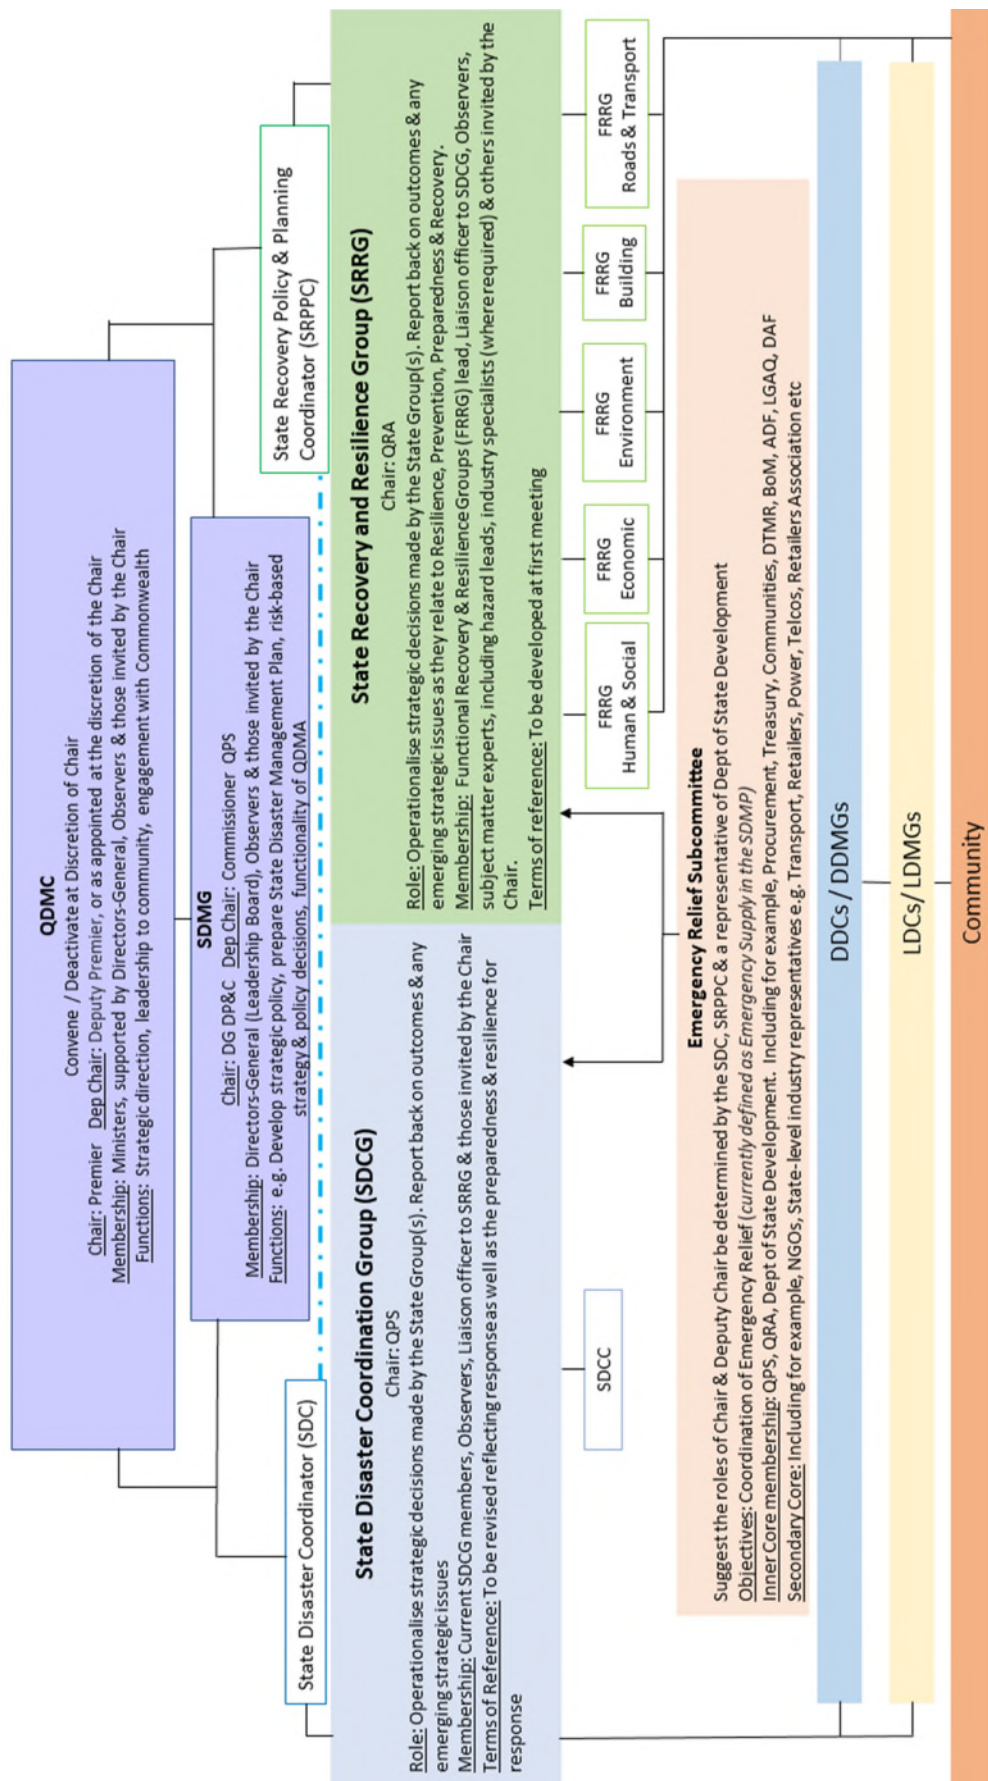 QDMC
Convene / Deactivate at Discretion of Chair
Chair: Premier Dep Chair: Deputy Premier, or as appointed at the discretion of the Chair
Membership: Ministers, supported by Directors-General, Observers & those invited by the Chair
Functions: Strategic direction, leadership to community, engagement with Commonwealth
SDMG
Chair: DG DP&C Dep Chair: Commissioner QPS
Membership: Directors-General (Leadership Board), Observers & those invited by the Chair
Functions: e.g. Develop strategic policy, prepare State Disaster Management Plan, risk-based
strategy & policy decisions, functionality of QDMA
State Disaster Coordinator (SDC)
State Recovery Policy & Planning
Coordinator (SRPPC)
State Disaster Coordination Group (SDCG)
Chair: QPS
Role: Operationalise strategic decisions made by the State Group(s). Report back on outcomes & any
emerging strategic issues
Membership: Current SDCG members, Observers, Liaison officer to SRRG & those invited by the Chair
Terms of Reference: To be revised reflecting response as well as the preparedness & resilience for
response
State Recovery and Resilience Group (SRRG)
Chair: QRA
Role: Operationalise strategic decisions made by the State Group(s). Report back on outcomes & any
emerging strategic issues as they relate to Resilience, Prevention, Preparedness & Recovery.
Membership: Functional Recovery & Resilience Groups (FRRG) lead, Liaison officer to SDCG, Observers,
subject matter experts, including hazard leads, industry specialists (where required) & others invited by the
Chair.
Terms of reference: To be developed at first meeting
SDCC
FRRG
Human & Social
FRRG
Economic
FRRG
Environment
FRRG
Building
FRRG
Roads & Transport
Emergency Relief Subcommittee
Suggest the roles of Chair & Deputy Chair be determined by the SDC, SRPPC & a representative of Dept of State Development
Objectives: Coordination of Emergency Relief (currently defined as Emergency Supply in the SDMP)
Inner Core membership: QPS, QRA, Dept of State Development. Including for example, Procurement, Treasury, Communities, DTMR, BoM, ADF, LGAQ, DAF
Secondary Core: Including for example, NGOs, State-level industry representatives e.g. Transport, Retailers, Power, Telcos, Retailers Association etc
DDCs / DDMGs
LDCs/ LDMGs
Community